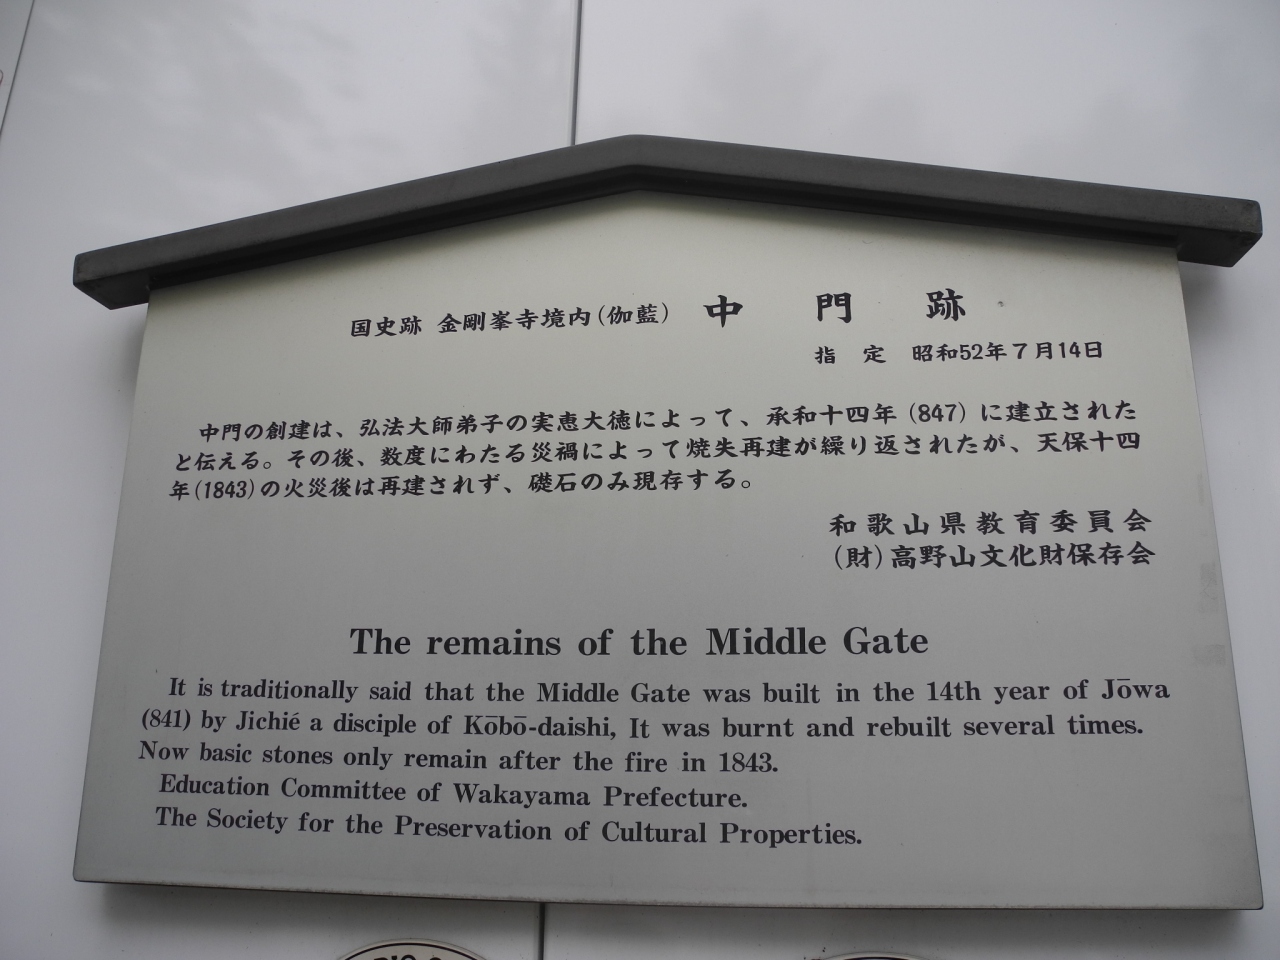 国史跡 金剛峯寺境内(伽藍) 中門跡
指定 昭和52年7月14日
中門の創建は、弘法大師弟子の実恵大徳によって、承和十四年(847)に建立された
と伝える。その後、数度にわたる災禍によって焼失再建が繰り返されたが、天保十四
年(1843)の火災後は再建されず、礎石のみ現存する。
和歌山県教育委員会
(財)高野山文化財保存会
The remains of the Middle Gate
It is traditionally said that the Middle Gate was built in the 14th year of Jōwa
(841) by Jichié a disciple of Kōbō-daishi, It was burnt and rebuilt several times.
Now basic stones only remain after the fire in 1843.
Education Committee of Wakayama Prefecture.
The Society for the Preservation of Cultural Properties.